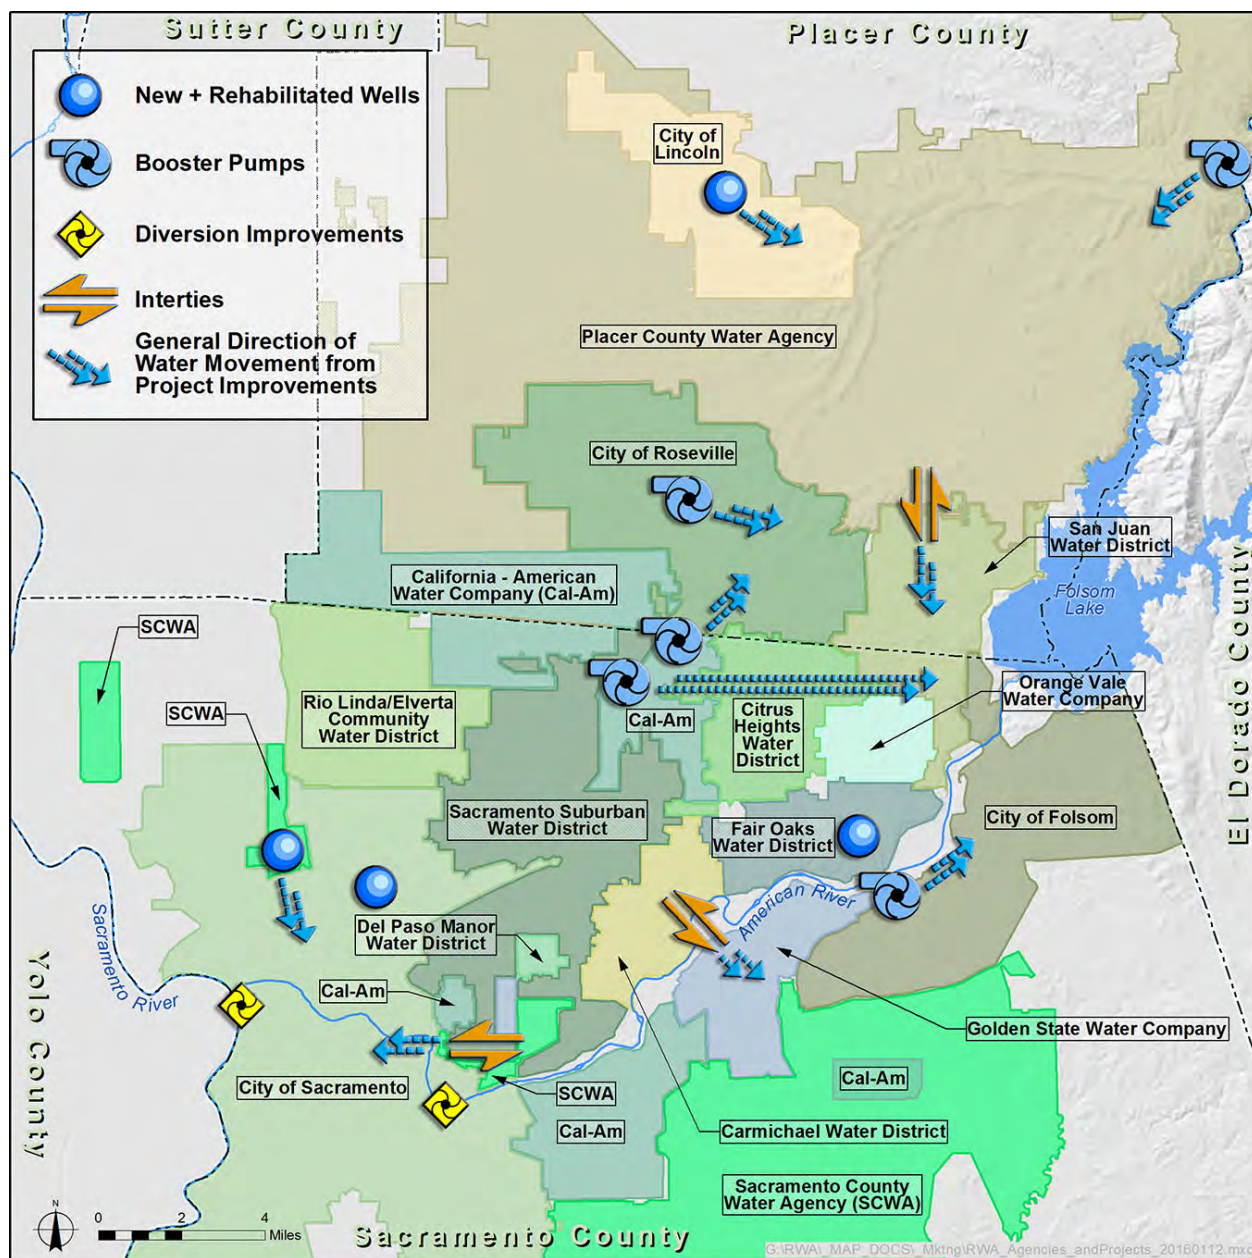 Sutter County
Placer County
New + Rehabilitated Wells
Booster Pumps
Diversion Improvements
Interties
General Direction of
Water Movement from
Project Improvements
City of
Lincoln
Placer County Water Agency
City of Roseville
San Juan
Water District
California - American
Water Company (Cal-Am)
Folsom
Lake
El Dorado County
SCWA
SCWA
Rio Linda/Elverta
Community
Water District
Cal-Am
Citrus
Heights
Water
District
Orange Vale
Water Company
Sacramento Suburban
Water District
Fair Oaks
Water District
City of Folsom
Sacramento
River
American River
Del Paso Manor
Water District
Cal-Am
Yolo County
Golden State Water Company
City of Sacramento
SCWA
Cal-Am
Cal-Am
Carmichael Water District
Sacramento County
Water Agency (SCWA)
N
0 2 4
Miles
Sacramento County